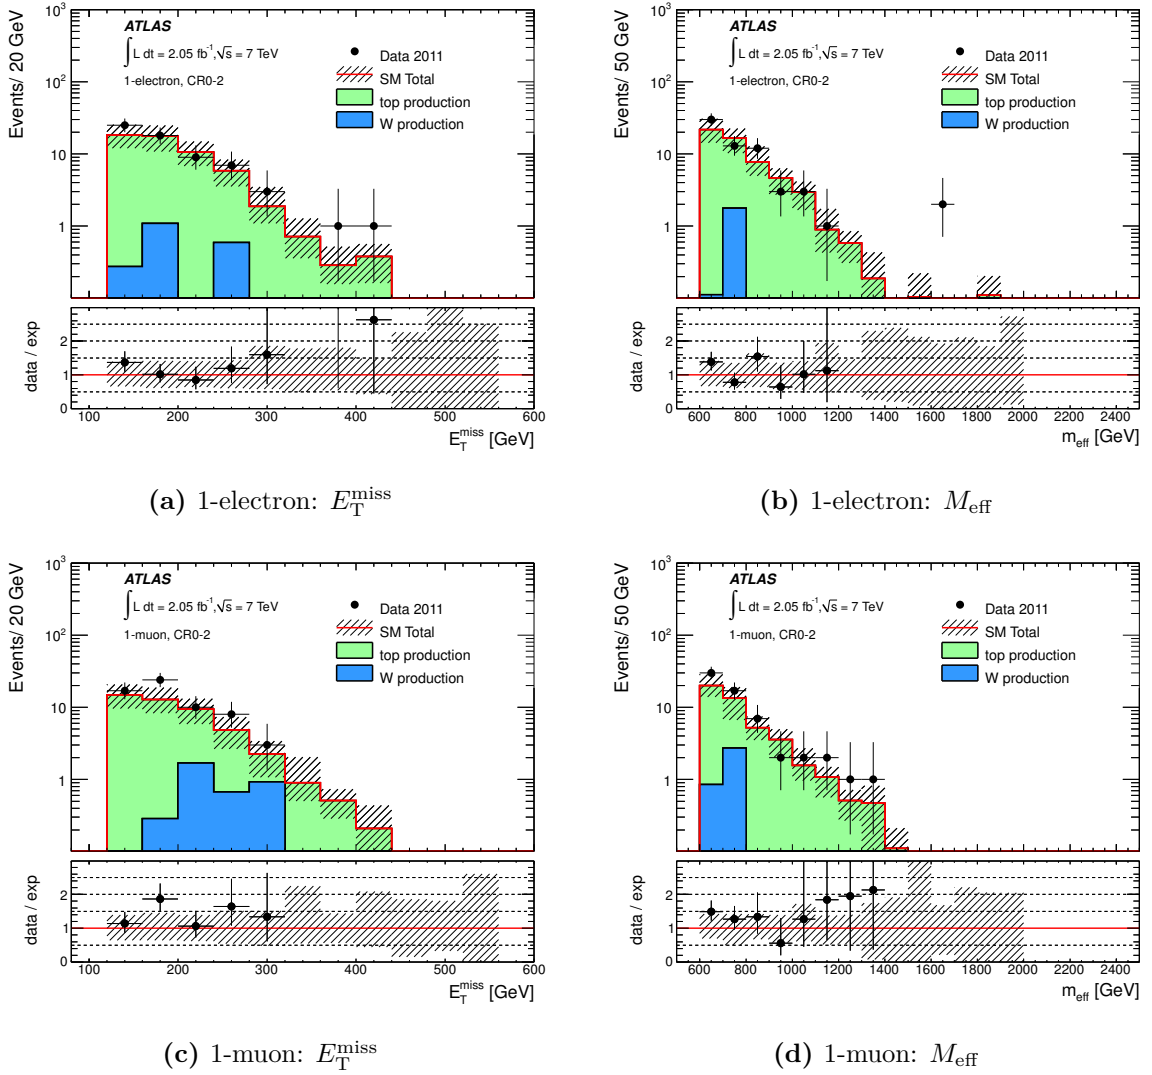 ATLAS
∫ L dt = 2.05 fb⁻¹,√s = 7 TeV
1-electron, CR0-2
Data 2011
SM Total
top production
W production
Events/ 20 GeV
10³
10²
10
1
data / exp
2
1
0
100 200 300 400 500 600
E_T^miss [GeV]
(a) 1-electron: E_T^miss
ATLAS
∫ L dt = 2.05 fb⁻¹,√s = 7 TeV
1-electron, CR0-2
Data 2011
SM Total
top production
W production
Events/ 50 GeV
10³
10²
10
1
data / exp
2
1
0
600 800 1000 1200 1400 1600 1800 2000 2200 2400
m_eff [GeV]
(b) 1-electron: M_eff
ATLAS
∫ L dt = 2.05 fb⁻¹,√s = 7 TeV
1-muon, CR0-2
Data 2011
SM Total
top production
W production
Events/ 20 GeV
10³
10²
10
1
data / exp
2
1
0
100 200 300 400 500 600
E_T^miss [GeV]
(c) 1-muon: E_T^miss
ATLAS
∫ L dt = 2.05 fb⁻¹,√s = 7 TeV
1-muon, CR0-2
Data 2011
SM Total
top production
W production
Events/ 50 GeV
10³
10²
10
1
data / exp
2
1
0
600 800 1000 1200 1400 1600 1800 2000 2200 2400
m_eff [GeV]
(d) 1-muon: M_eff